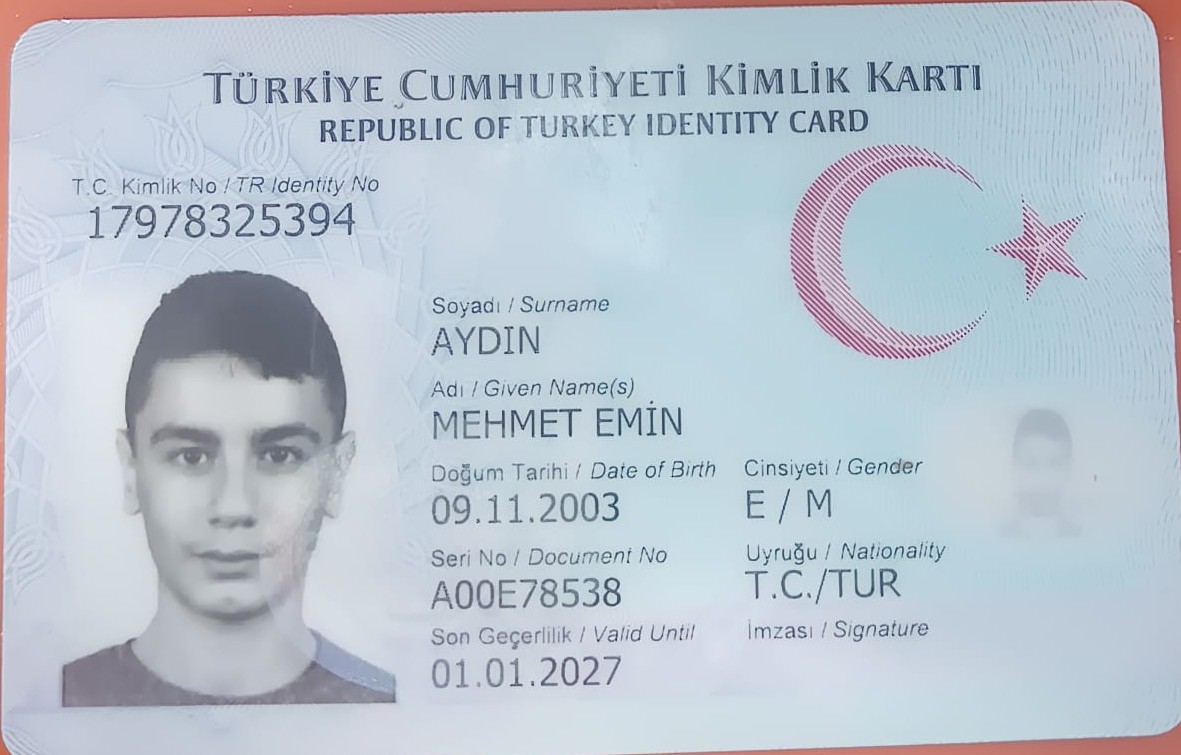 TÜRKİYE CUMHURİYETİ KİMLİK KARTI
REPUBLIC OF TURKEY IDENTITY CARD
T.C. Kimlik No / TR Identity No
17978325394
Soyadı / Surname
AYDIN
Adı / Given Name(s)
MEHMET EMİN
Doğum Tarihi / Date of Birth
09.11.2003
Cinsiyeti / Gender
E / M
Seri No / Document No
A00E78538
Uyruğu / Nationality
T.C./TUR
Son Geçerlilik / Valid Until
01.01.2027
İmzası / Signature